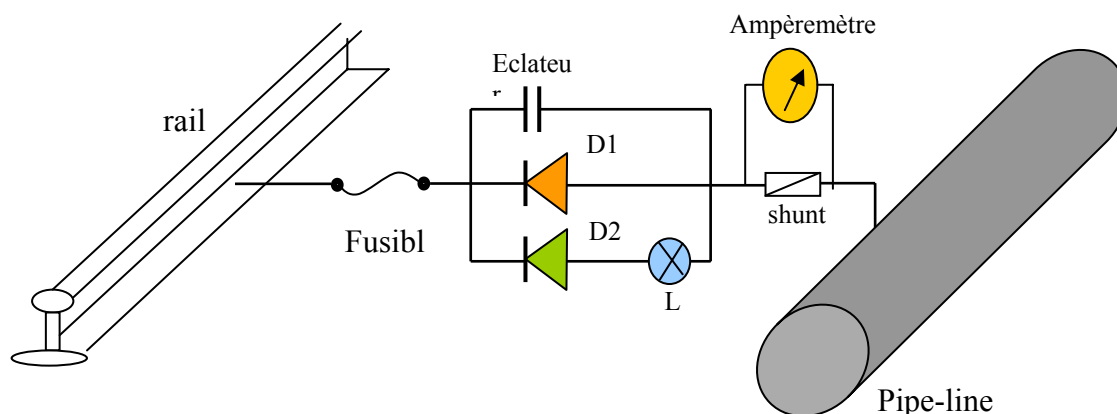 Ampèremètre
Eclateu
r
rail
D1
shunt
D2
Fusibl
L
Pipe-line